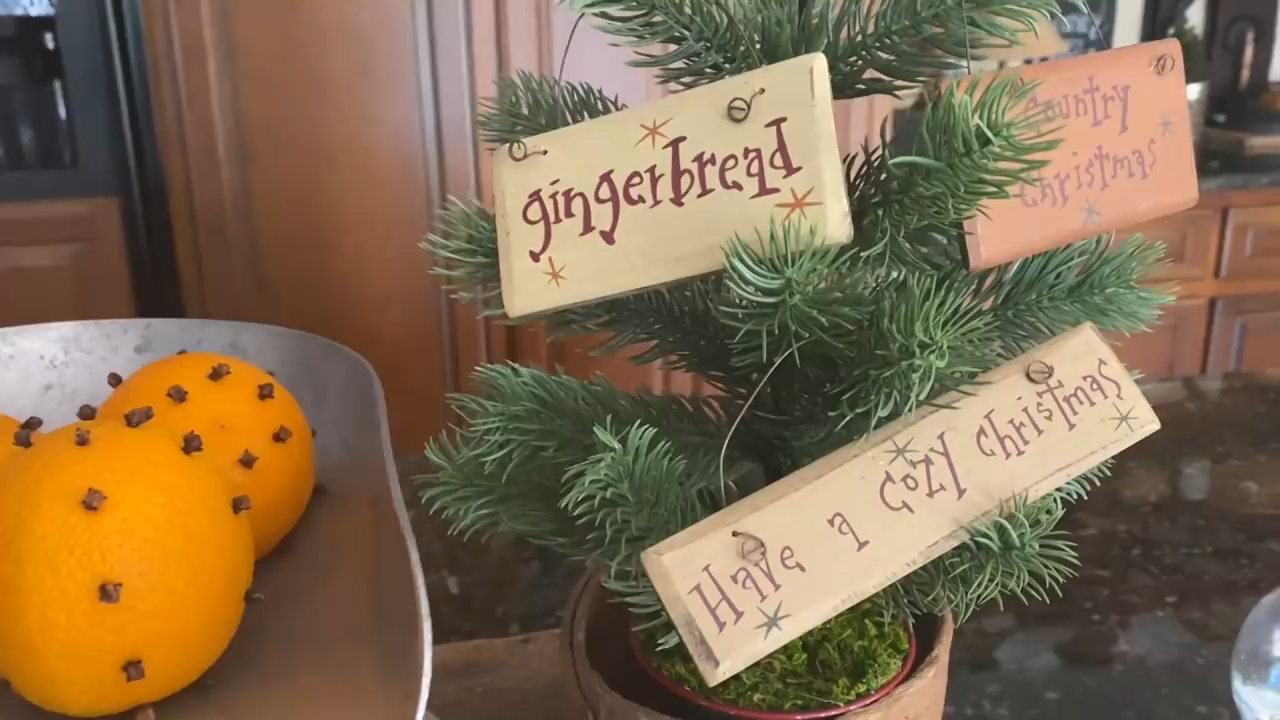 gingerbread
Country
Christmas
Have a Cozy Christmas